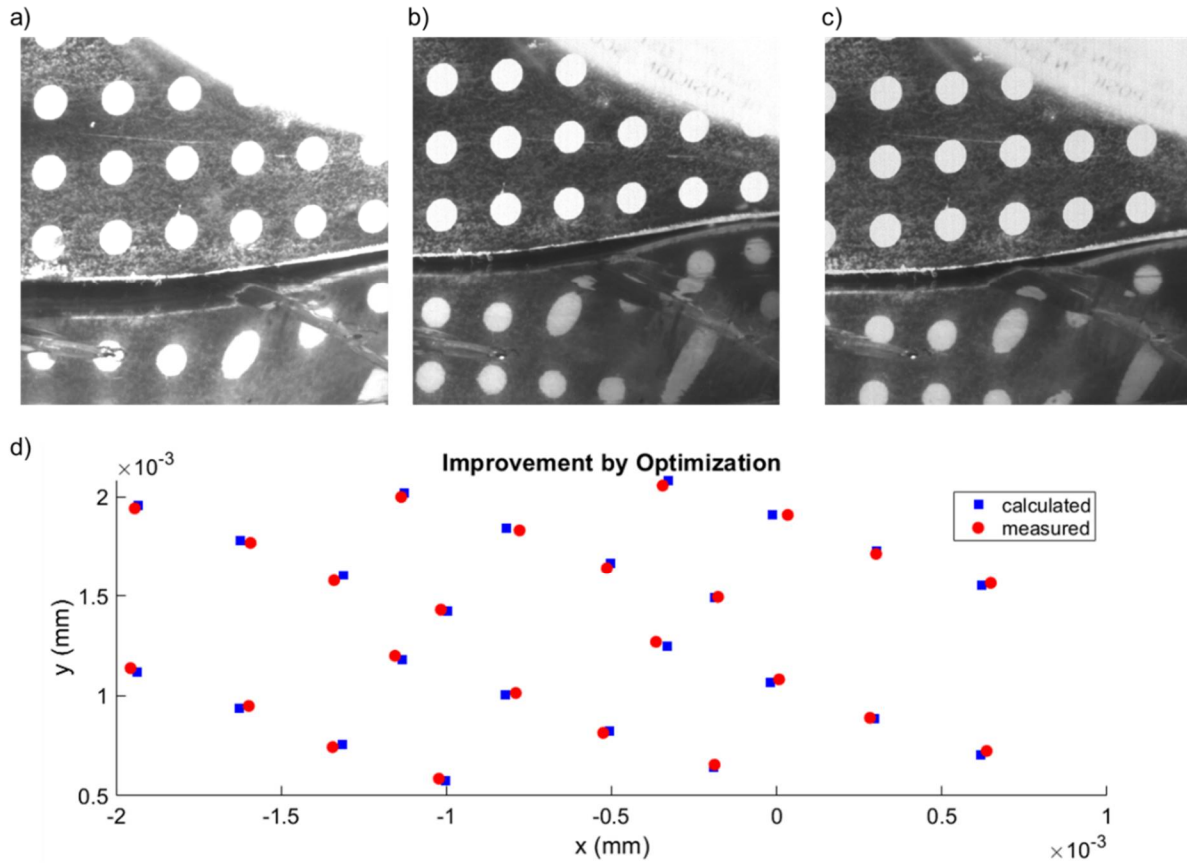 a)
b)
c)
d)
Improvement by Optimization
×10⁻³
y (mm)
2
1.5
1
0.5
-2
-1.5
-1
-0.5
0
0.5
1
x (mm)
×10⁻³
calculated
measured